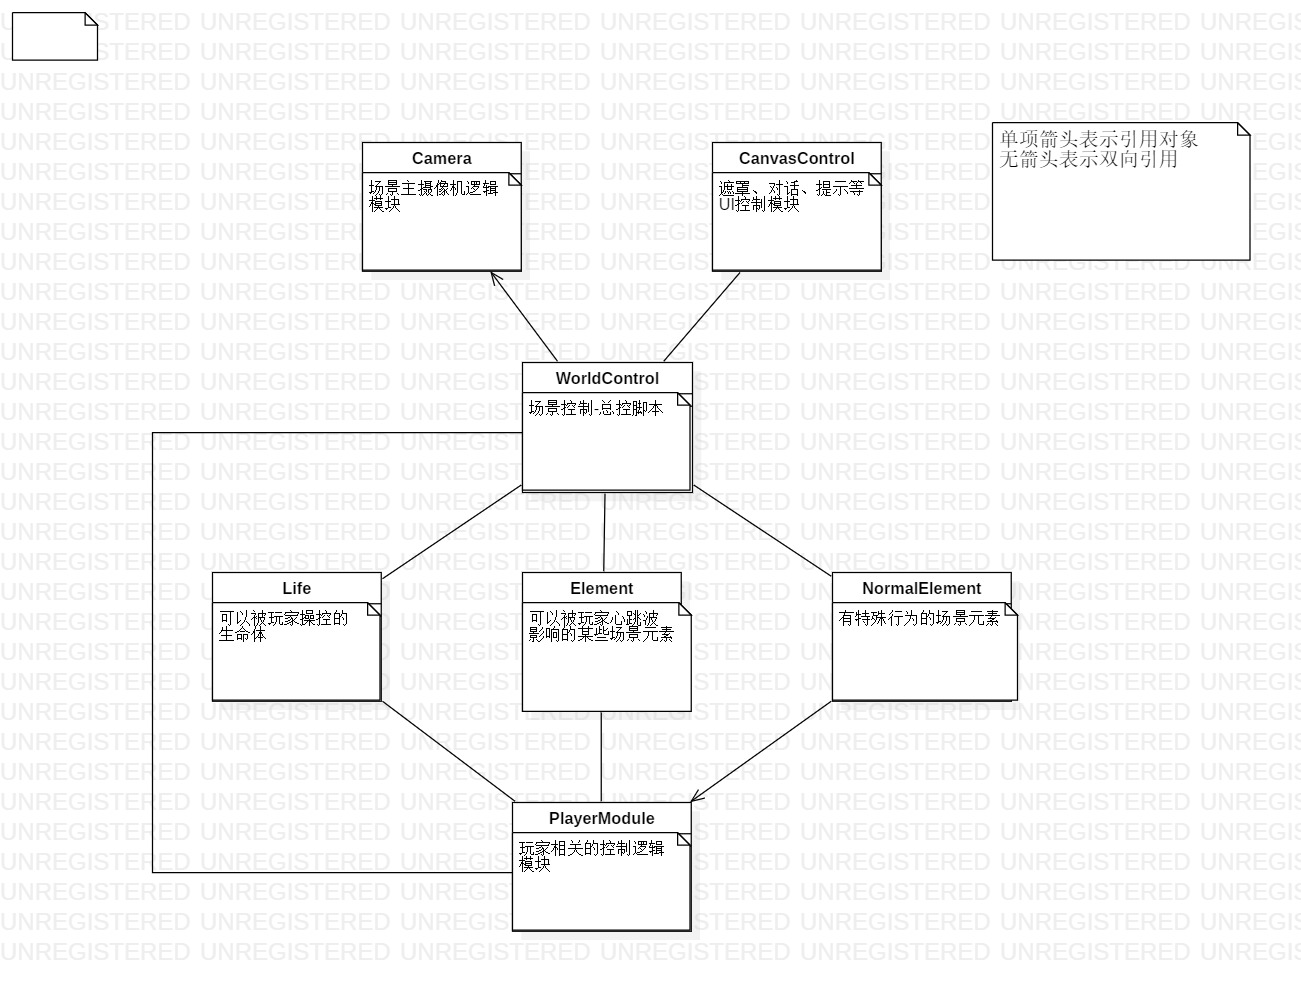 Camera
场景主摄像机逻辑
模块
CanvasControl
遮罩、对话、提示等
UI控制模块
单项箭头表示引用对象
无箭头表示双向引用
WorldControl
场景控制-总控脚本
Life
可以被玩家操控的
生命体
Element
可以被玩家心跳波
影响的某些场景元素
NormalElement
有特殊行为的场景元素
PlayerModule
玩家相关的控制逻辑
模块
UNREGISTERED